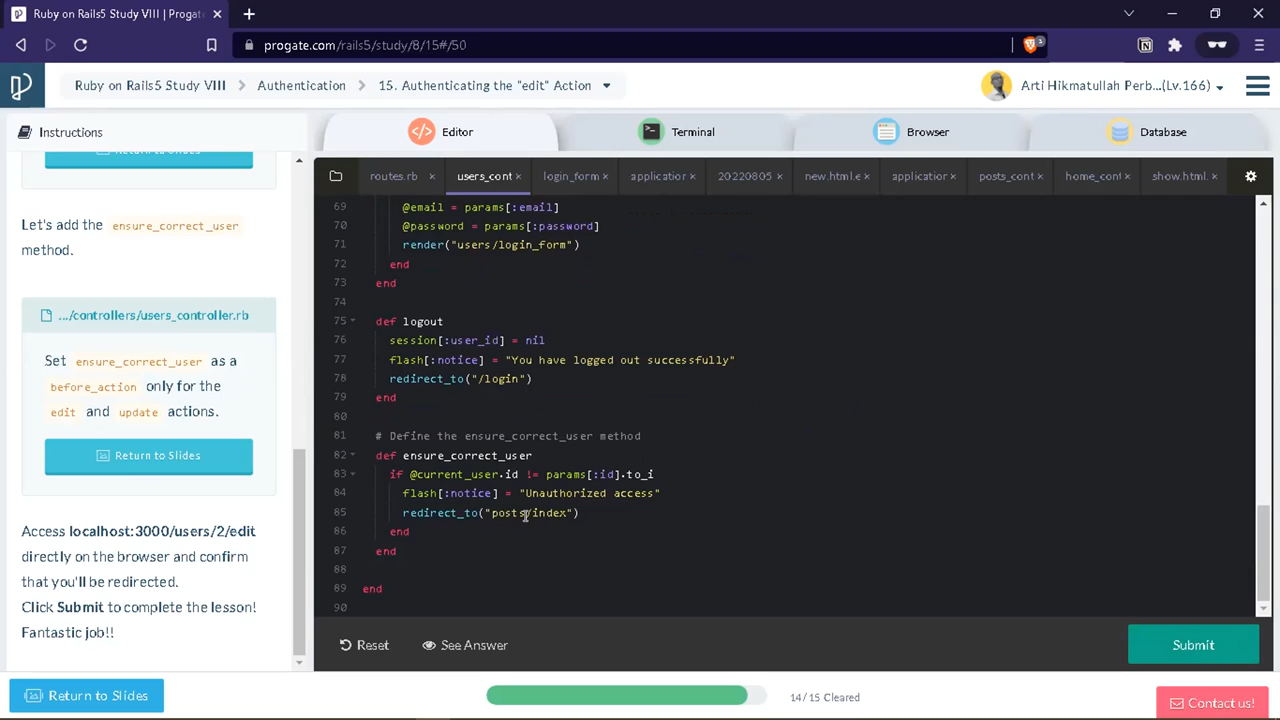 Ruby on Rails5 Study VIII | Progate
progate.com/rails5/study/8/15#/50
3
Ruby on Rails5 Study VIII
Authentication
15. Authenticating the "edit" Action
Arti Hikmatullah Perb...(Lv.166)
Instructions
Editor
Terminal
Browser
Database
Return to Slides
Let's add the ensure_correct_user
method.
.../controllers/users_controller.rb
Set ensure_correct_user as a
before_action only for the
edit and update actions.
Return to Slides
Access localhost:3000/users/2/edit
directly on the browser and confirm
that you'll be redirected.
Click Submit to complete the lesson!
Fantastic job!!
routes.rb
users_cont
login_form
application
20220805
new.html.e
application
posts_cont
home_cont
show.html.
69 @email = params[:email]
70 @password = params[:password]
71 render("users/login_form")
72 end
73 end
74
75 def logout
76 session[:user_id] = nil
77 flash[:notice] = "You have logged out successfully"
78 redirect_to("/login")
79 end
80
81 # Define the ensure_correct_user method
82 def ensure_correct_user
83 if @current_user.id != params[:id].to_i
84 flash[:notice] = "Unauthorized access"
85 redirect_to("posts/index")
86 end
87 end
88
89 end
90
Reset
See Answer
Submit
Return to Slides
14/15 Cleared
Contact us!